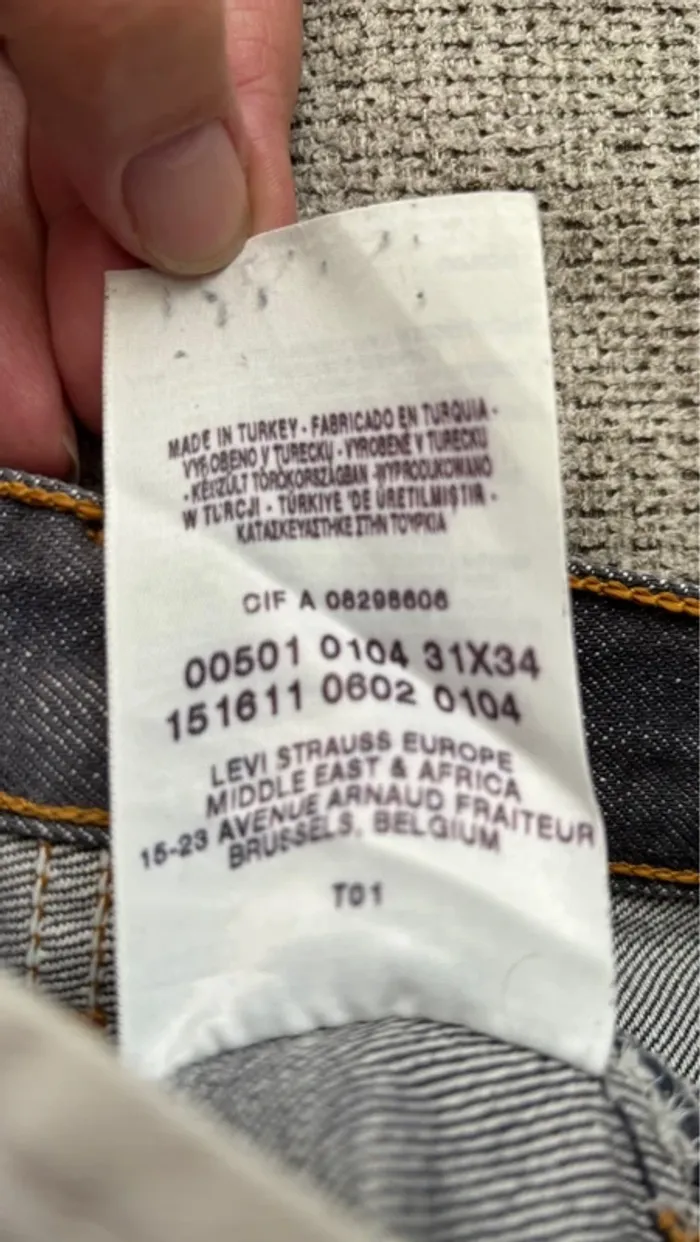 MADE IN TURKEY - FABRICADO EN TURQUIA -
VYROBENO V TURECKU - VYROBENÉ V TURECKU
- KÉSZÜLT TÖRÖKORSZÁGBAN - WYPRODUKOWANO
W TURCJI - TÜRKIYE 'DE ÜRETILMIŞTIR -
ΚΑΤΑΣΚΕΥΑΣΤΗΚΕ ΣΤΗΝ ΤΟΥΡΚΙΑ
CIF A 08298606
00501 0104 31X34
151611 0602 0104
LEVI STRAUSS EUROPE
MIDDLE EAST & AFRICA
15-23 AVENUE ARNAUD FRAITEUR
BRUSSELS, BELGIUM
T01